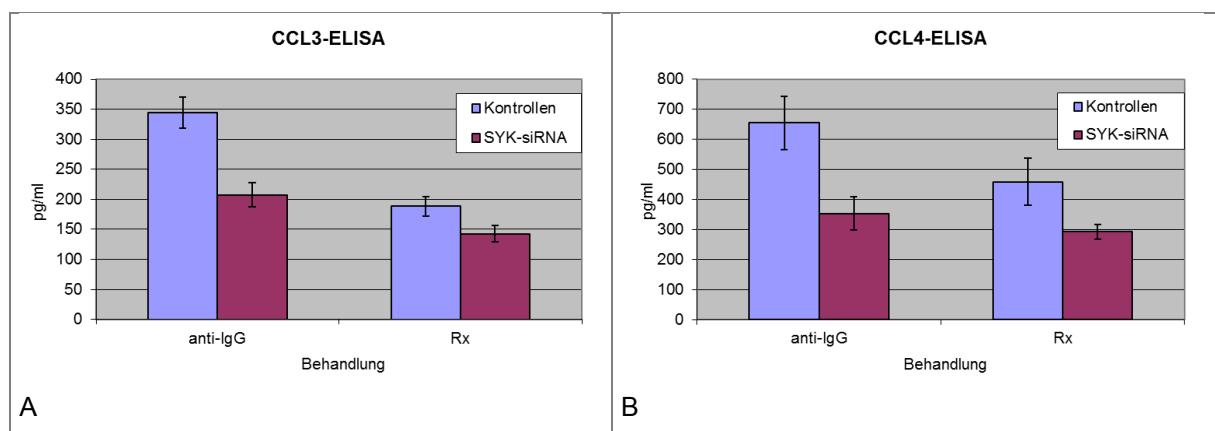 CCL3-ELISA
400
350
300
250
200
150
100
50
0
pg/ml
Kontrollen
SYK-siRNA
anti-IgG
Rx
Behandlung
A
CCL4-ELISA
800
700
600
500
400
300
200
100
0
pg/ml
Kontrollen
SYK-siRNA
anti-IgG
Rx
Behandlung
B